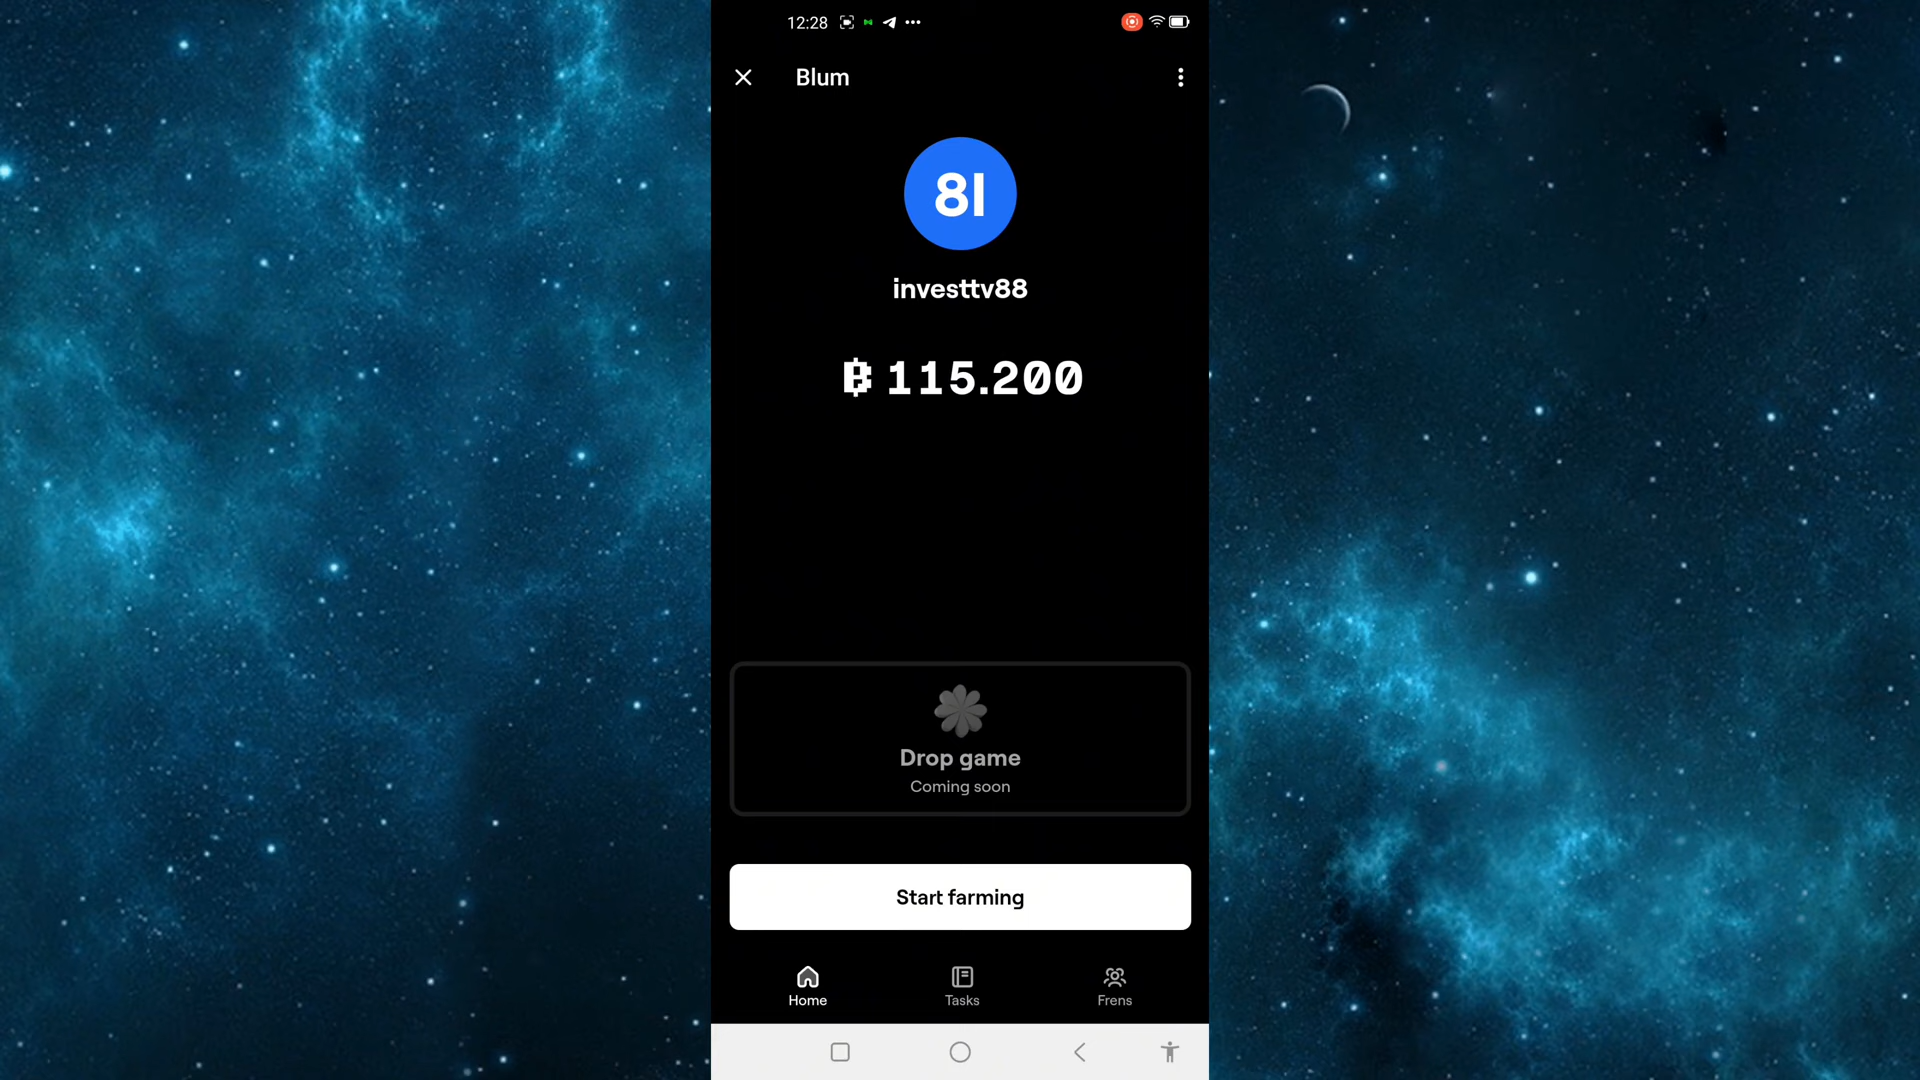 12:28
Blum
8I
investtv88
฿ 115.200
Drop game
Coming soon
Start farming
Home
Tasks
Frens